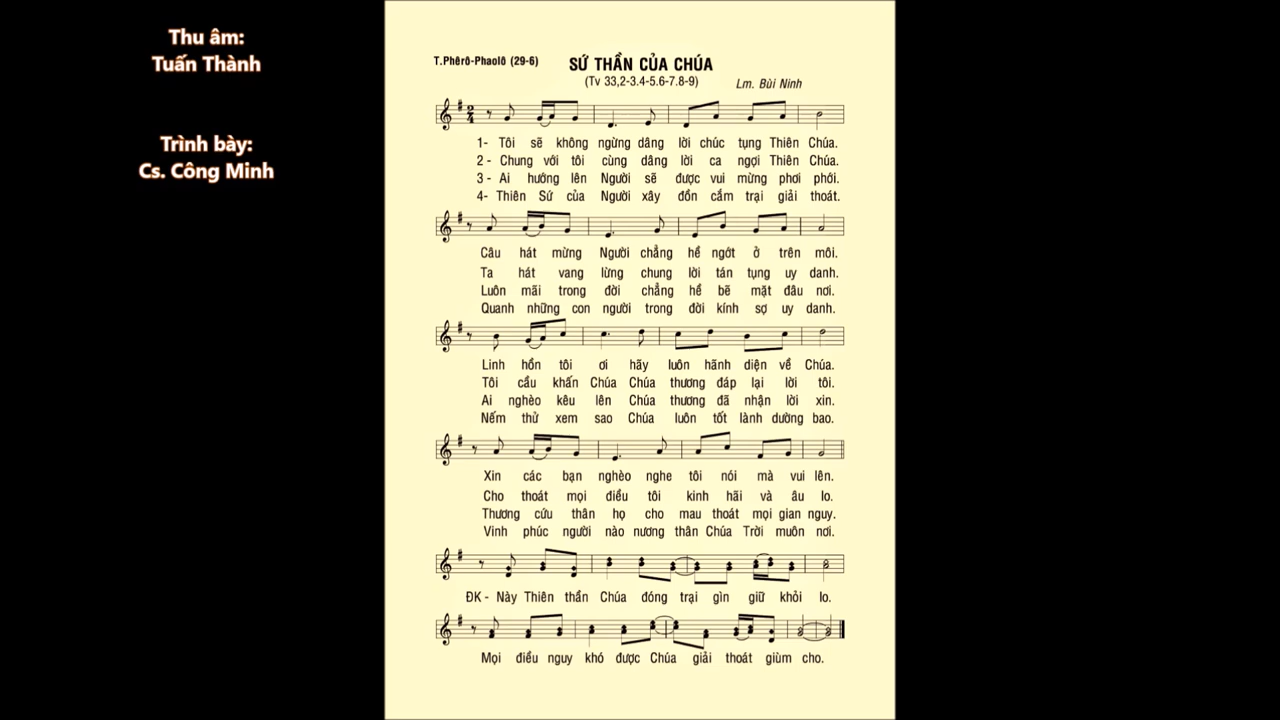 Thu âm:
Tuấn Thành
Trình bày:
Cs. Công Minh
T.Phêrô-Phaolô (29-6)
SỨ THẦN CỦA CHÚA
(Tv 33,2-3.4-5.6-7.8-9)
Lm. Bùi Ninh
1- Tôi sẽ không ngừng dâng lời chúc tụng Thiên Chúa.
2 - Chung với tôi cùng dâng lời ca ngợi Thiên Chúa.
3 - Ai hướng lên Người sẽ được vui mừng phơi phới.
4- Thiên Sứ của Người xây đồn cắm trại giải thoát.
Câu hát mừng Người chẳng hề ngớt ở trên môi.
Ta hát vang lừng chung lời tán tụng uy danh.
Luôn mãi trong đời chẳng hề bẽ mặt đâu nơi.
Quanh những con người trong đời kính sợ uy danh.
Linh hồn tôi ơi hãy luôn hãnh diện về Chúa.
Tôi cầu khấn Chúa Chúa thương đáp lại lời tôi.
Ai nghèo kêu lên Chúa thương đã nhận lời xin.
Nếm thử xem sao Chúa luôn tốt lành dường bao.
Xin các bạn nghèo nghe tôi nói mà vui lên.
Cho thoát mọi điều tôi kinh hãi và âu lo.
Thương cứu thân họ cho mau thoát mọi gian nguy.
Vinh phúc người nào nương thân Chúa Trời muôn nơi.
ĐK - Này Thiên thần Chúa đóng trại gìn giữ khỏi lo.
Mọi điều nguy khó được Chúa giải thoát giùm cho.